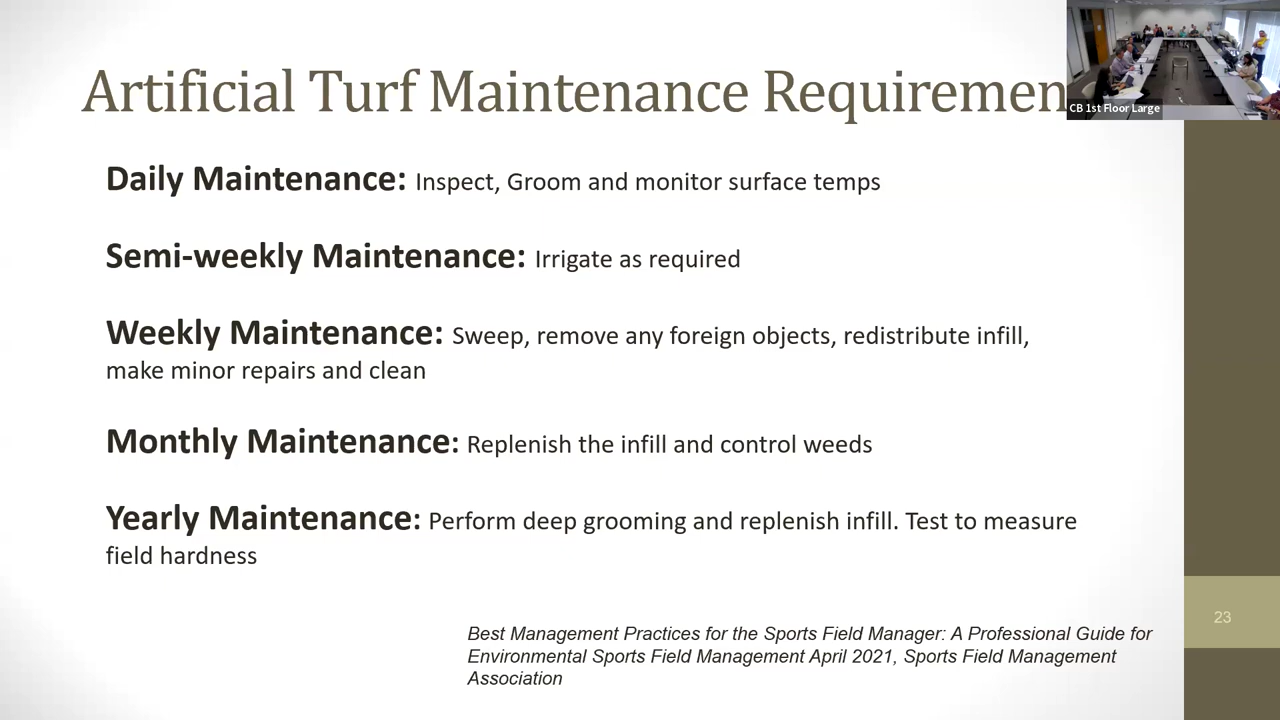 Artificial Turf Maintenance Requiremen
CB 1st Floor Large
Daily Maintenance: Inspect, Groom and monitor surface temps
Semi-weekly Maintenance: Irrigate as required
Weekly Maintenance: Sweep, remove any foreign objects, redistribute infill,
make minor repairs and clean
Monthly Maintenance: Replenish the infill and control weeds
Yearly Maintenance: Perform deep grooming and replenish infill. Test to measure
field hardness
23
Best Management Practices for the Sports Field Manager: A Professional Guide for
Environmental Sports Field Management April 2021, Sports Field Management
Association